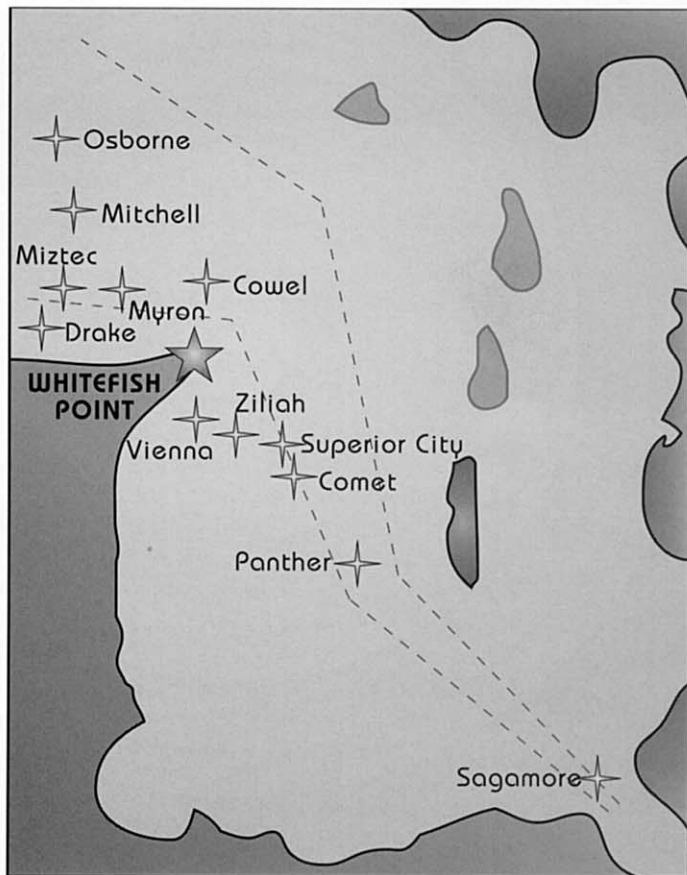 Osborne
Mitchell
Miztec
Cowel
Myron
Drake
WHITEFISH
POINT
Ziliah
Vienna
Superior City
Comet
Panther
Sagamore